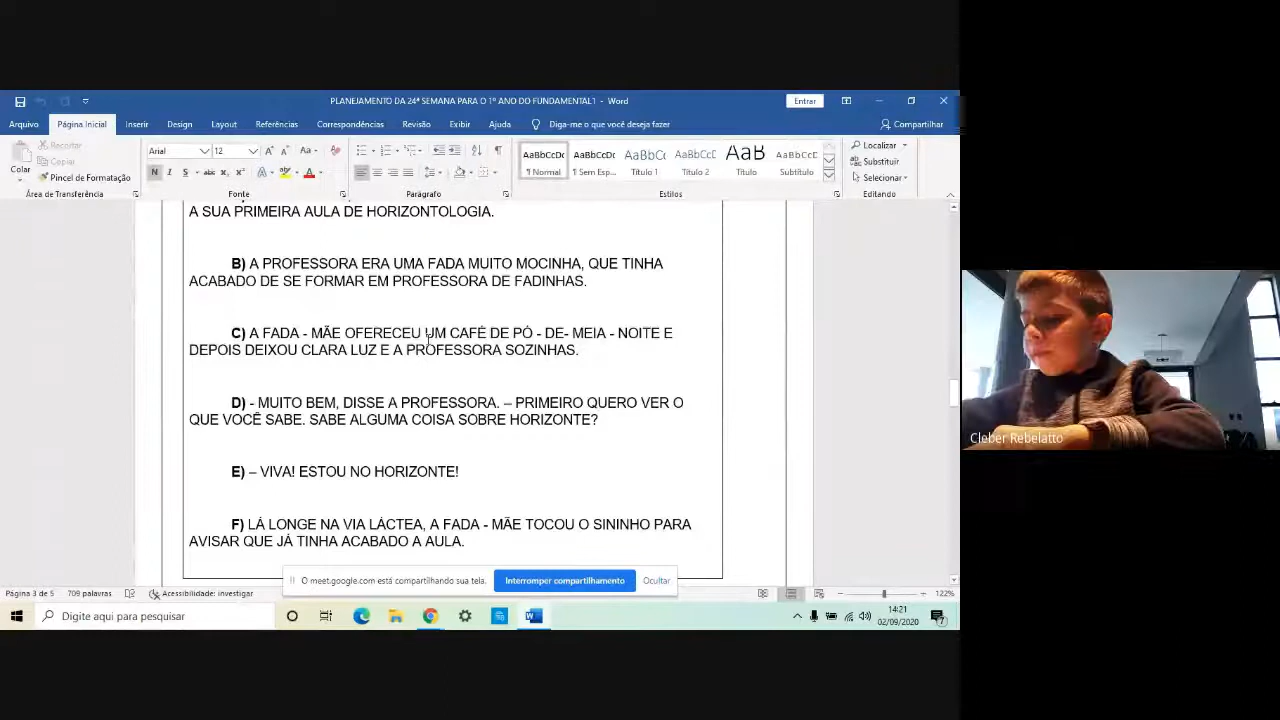 PLANEJAMENTO DA 24ª SEMANA PARA O 1º ANO DO FUNDAMENTAL1 - Word
Entrar
Arquivo Página Inicial Inserir Design Layout Referências Correspondências Revisão Exibir Ajuda Diga-me o que você deseja fazer Compartilhar
Colar
Recortar
Copiar
Pincel de Formatação
Área de Transferência
Arial 12
N I S abc X₂ X²
Fonte
Parágrafo
AaBbCcDc AaBbCcDc AaBbCc AaBbCcD AaB AaBbCcD
¶ Normal ¶ Sem Esp... Título 1 Título 2 Título Subtítulo
Estilos
Localizar
Substituir
Selecionar
Editando
A SUA PRIMEIRA AULA DE HORIZONTOLOGIA.
B) A PROFESSORA ERA UMA FADA MUITO MOCINHA, QUE TINHA
ACABADO DE SE FORMAR EM PROFESSORA DE FADINHAS.
C) A FADA - MÃE OFERECEU UM CAFÉ DE PÓ - DE- MEIA - NOITE E
DEPOIS DEIXOU CLARA LUZ E A PROFESSORA SOZINHAS.
D) - MUITO BEM, DISSE A PROFESSORA. – PRIMEIRO QUERO VER O
QUE VOCÊ SABE. SABE ALGUMA COISA SOBRE HORIZONTE?
E) – VIVA! ESTOU NO HORIZONTE!
F) LÁ LONGE NA VIA LÁCTEA, A FADA - MÃE TOCOU O SININHO PARA
AVISAR QUE JÁ TINHA ACABADO A AULA.
O meet.google.com está compartilhando sua tela. Interromper compartilhamento Ocultar
Página 3 de 5 709 palavras Acessibilidade: investigar 122%
Digite aqui para pesquisar
14:21
02/09/2020
Cleber Rebelatto